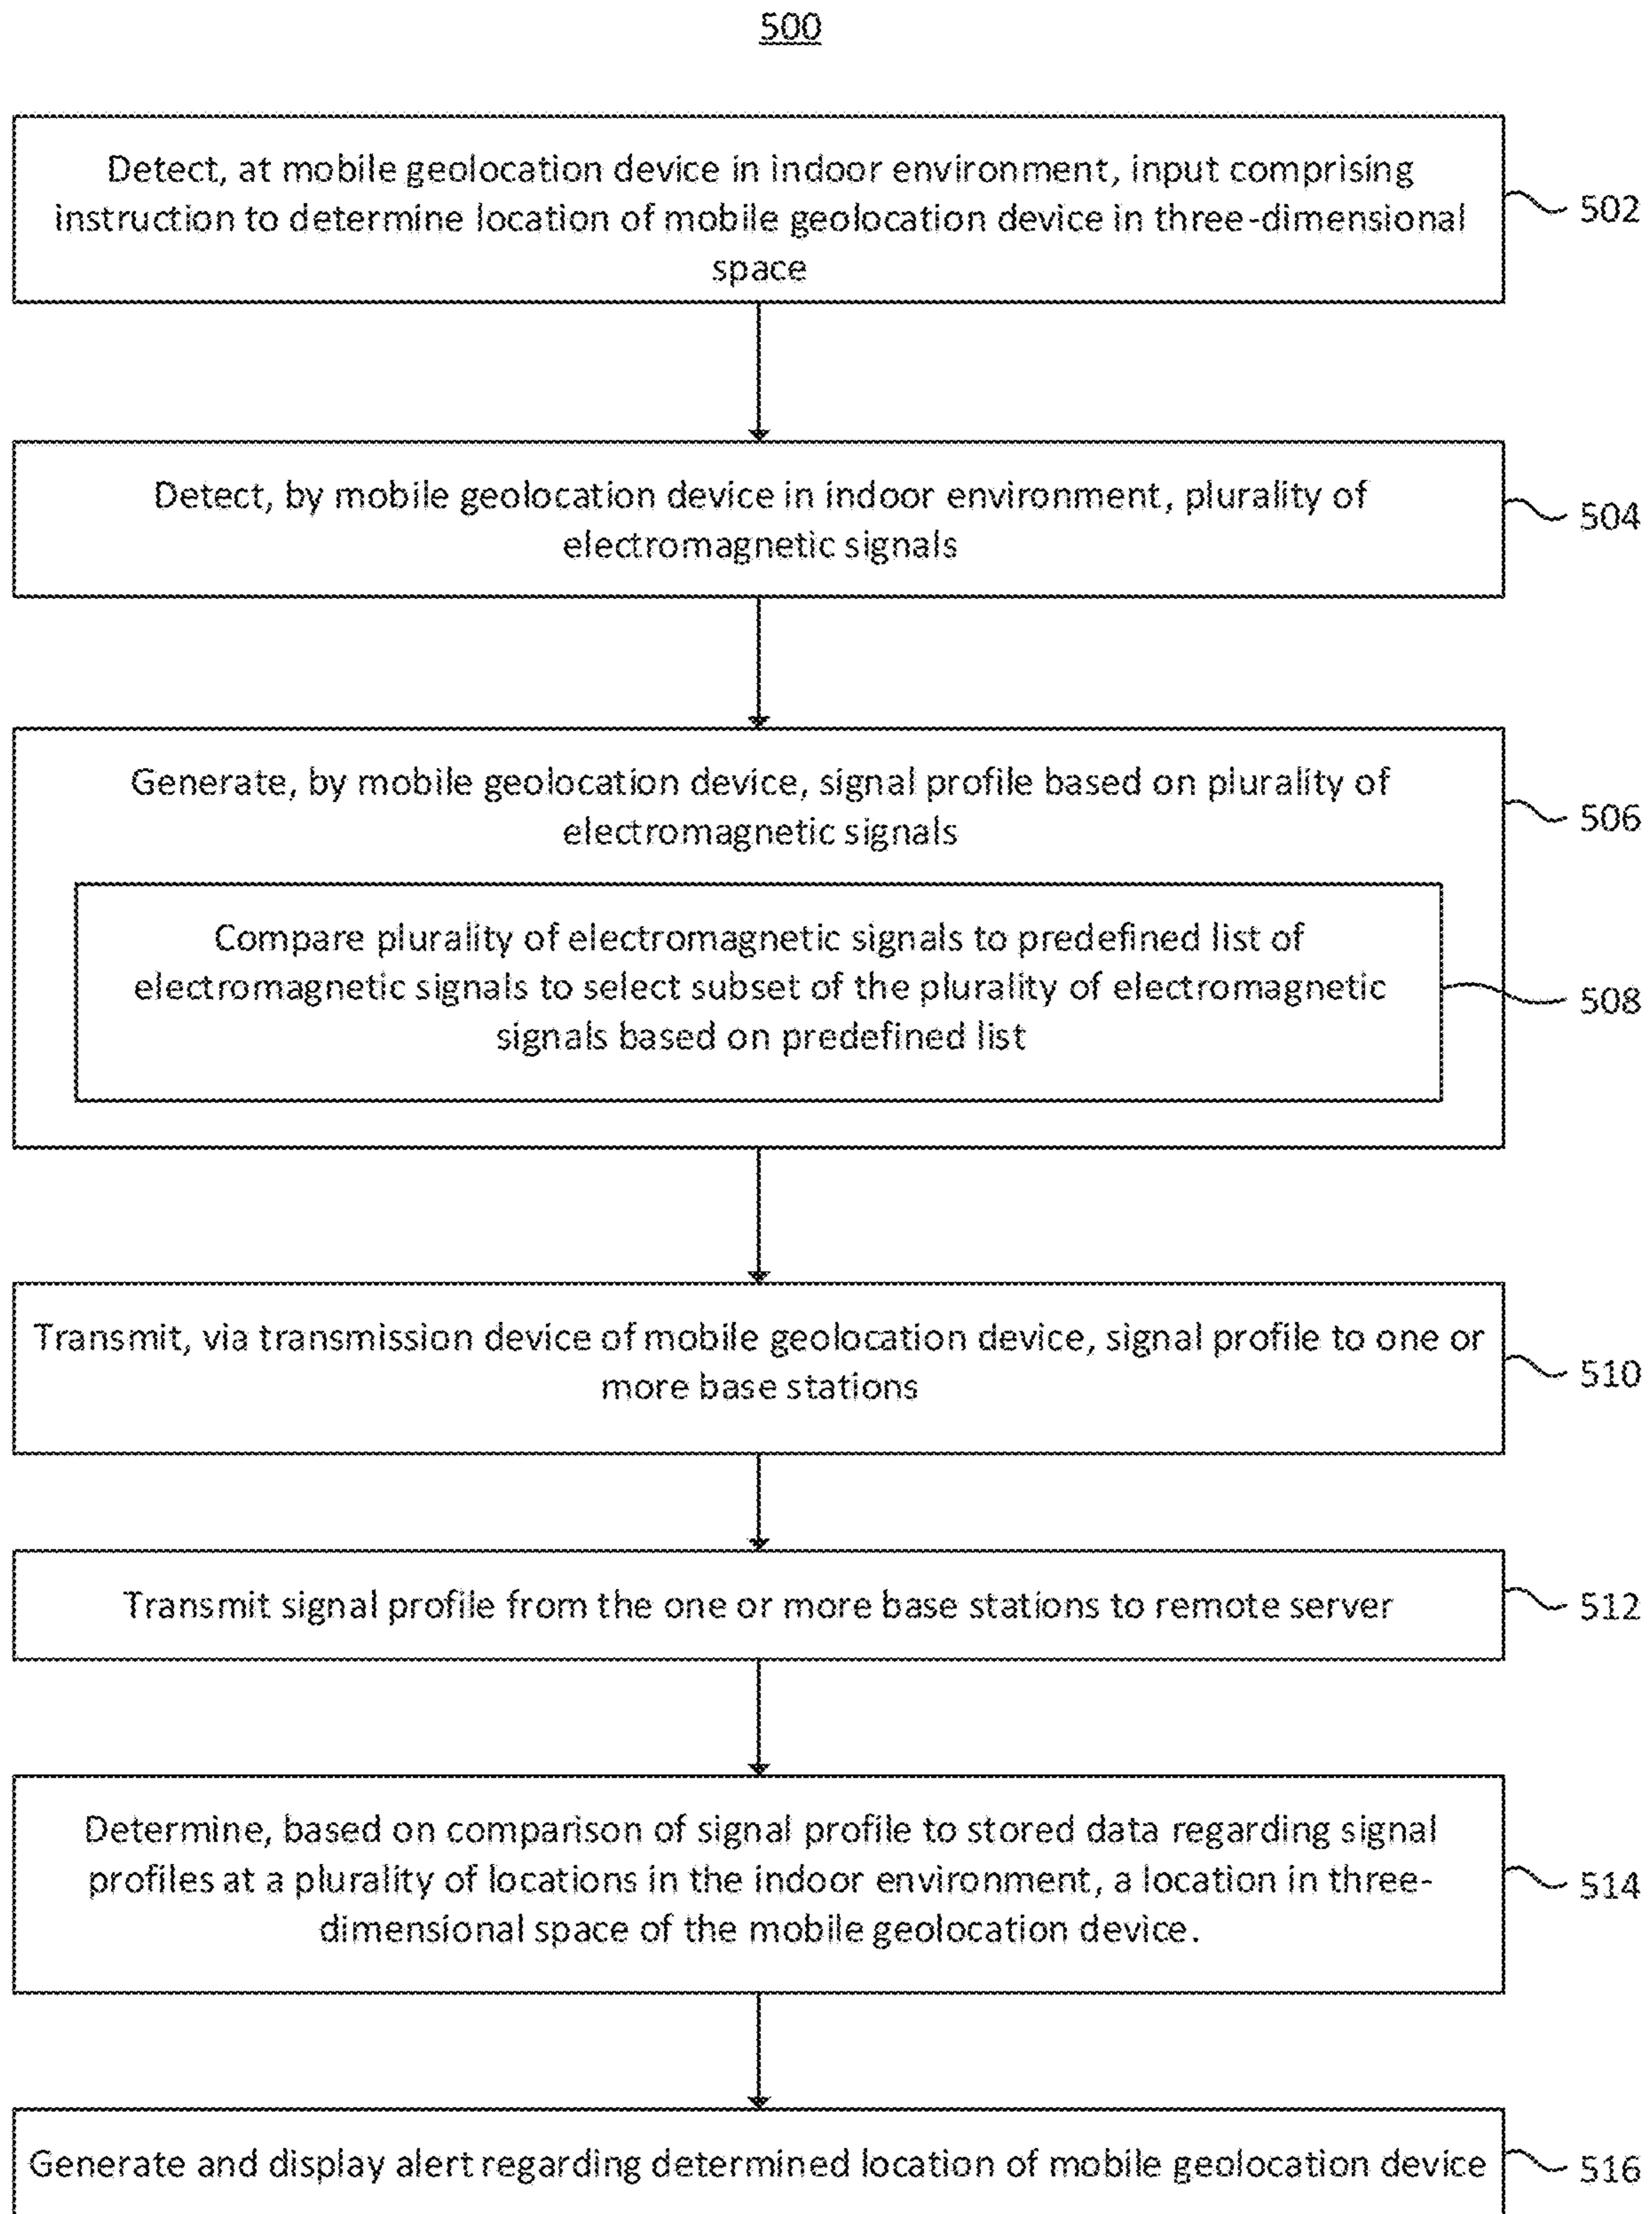 500
Detect, at mobile geolocation device in indoor environment, input comprising
instruction to determine location of mobile geolocation device in three-dimensional
space
502
Detect, by mobile geolocation device in indoor environment, plurality of
electromagnetic signals
504
Generate, by mobile geolocation device, signal profile based on plurality of
electromagnetic signals
506
Compare plurality of electromagnetic signals to predefined list of
electromagnetic signals to select subset of the plurality of electromagnetic
signals based on predefined list
508
Transmit, via transmission device of mobile geolocation device, signal profile to one or
more base stations
510
Transmit signal profile from the one or more base stations to remote server
512
Determine, based on comparison of signal profile to stored data regarding signal
profiles at a plurality of locations in the indoor environment, a location in three-
dimensional space of the mobile geolocation device.
514
Generate and display alert regarding determined location of mobile geolocation device
516